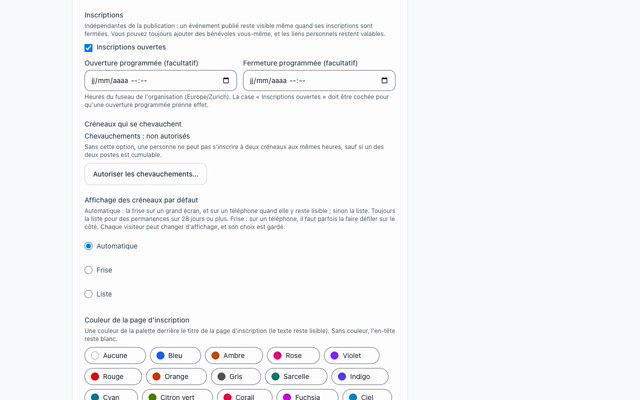 Inscriptions
Indépendantes de la publication : un événement publié reste visible même quand ses inscriptions sont
fermées. Vous pouvez toujours ajouter des bénévoles vous-même, et les liens personnels restent valables.
Inscriptions ouvertes
Ouverture programmée (facultatif) Fermeture programmée (facultatif)
jj/mm/aaaa --:-- jj/mm/aaaa --:--
Heures du fuseau de l'organisation (Europe/Zurich). La case « Inscriptions ouvertes » doit être cochée pour
qu'une ouverture programmée prenne effet.
Créneaux qui se chevauchent
Chevauchements : non autorisés
Sans cette option, une personne ne peut pas s'inscrire à deux créneaux aux mêmes heures, sauf si un des
deux postes est cumulable.
Autoriser les chevauchements...
Affichage des créneaux par défaut
Automatique : la frise sur un grand écran, et sur un téléphone quand elle y reste lisible ; sinon la liste. Toujours
la liste pour des permanences sur 28 jours ou plus. Frise : sur un téléphone, il faut parfois la faire défiler sur le
côté. Chaque visiteur peut changer d'affichage, et son choix est gardé.
Automatique
Frise
Liste
Couleur de la page d'inscription
Une couleur de la palette derrière le titre de la page d'inscription (le texte reste lisible). Sans couleur, l'en-tête
reste blanc.
Aucune Bleu Ambre Rose Violet
Rouge Orange Gris Sarcelle Indigo
Cyan Citron vert Corail Fuchsia Ciel